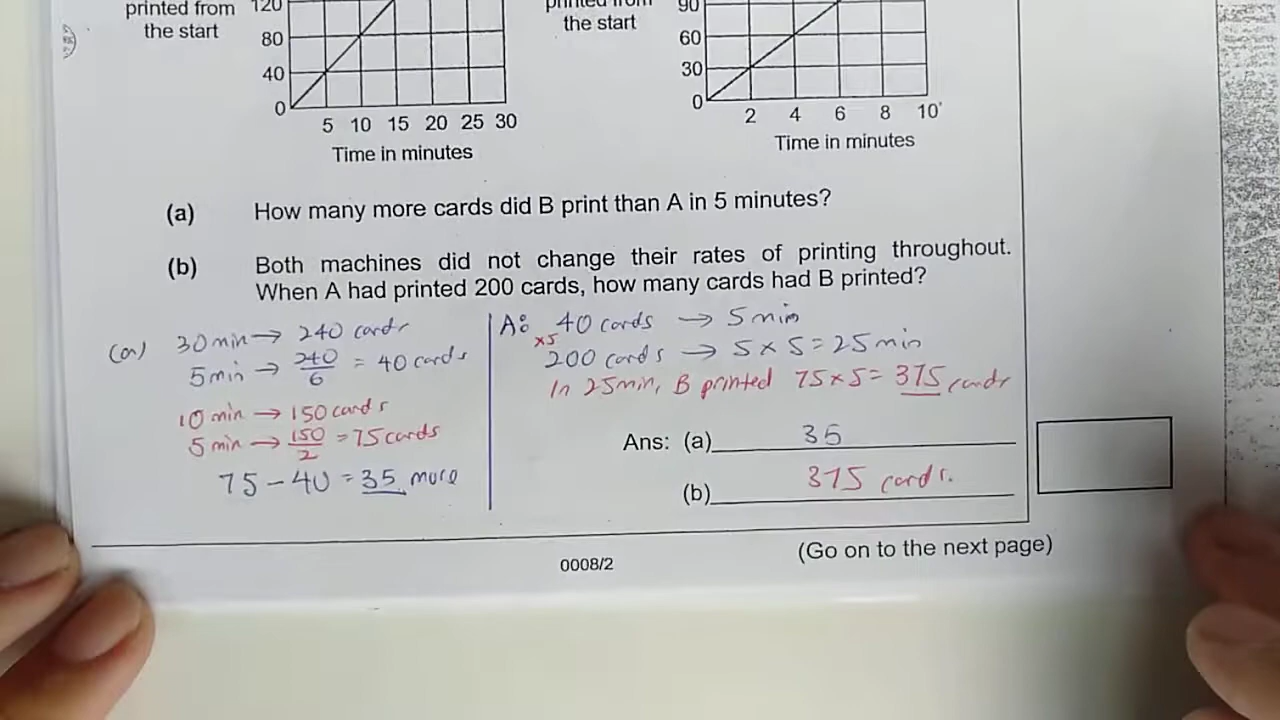 printed from
the start
120
80
40
0
5 10 15 20 25 30
Time in minutes
printed from
the start
90
60
30
0
2 4 6 8 10
Time in minutes
(a) How many more cards did B print than A in 5 minutes?
(b) Both machines did not change their rates of printing throughout.
When A had printed 200 cards, how many cards had B printed?
(a) 30 min → 240 cards
5 min → 240/6 = 40 cards
10 min → 150 cards
5 min → 150/2 = 75 cards
75 - 40 = 35 more
A: 40 cards → 5 min
x5
200 cards → 5 x 5 = 25 min
In 25 min, B printed 75 x 5 = 375 cards
Ans: (a) 35
(b) 375 cards.
0008/2
(Go on to the next page)